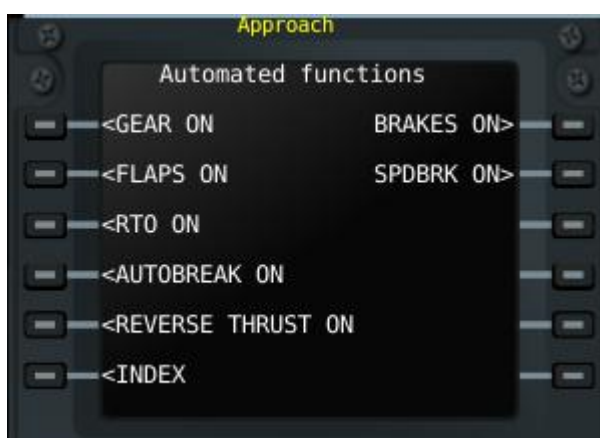 Approach
Automated functions
<GEAR ON BRAKES ON>
<FLAPS ON SPDBRK ON>
<RTO ON
<AUTOBREAK ON
<REVERSE THRUST ON
<INDEX